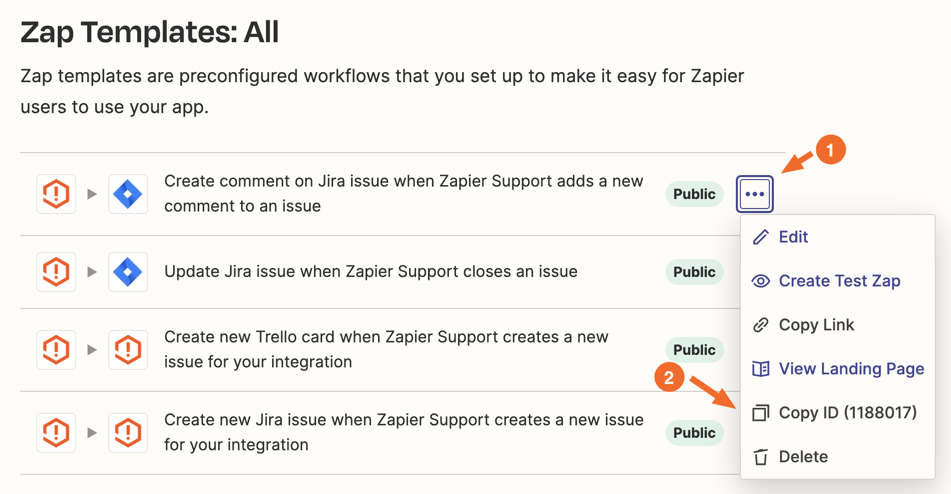 Zap Templates: All
Zap templates are preconfigured workflows that you set up to make it easy for Zapier
users to use your app.
1
Create comment on Jira issue when Zapier Support adds a new
comment to an issue
Public
Update Jira issue when Zapier Support closes an issue
Public
Create new Trello card when Zapier Support creates a new
issue for your integration
Public
Create new Jira issue when Zapier Support creates a new issue
for your integration
Public
Edit
Create Test Zap
Copy Link
View Landing Page
2
Copy ID (1188017)
Delete